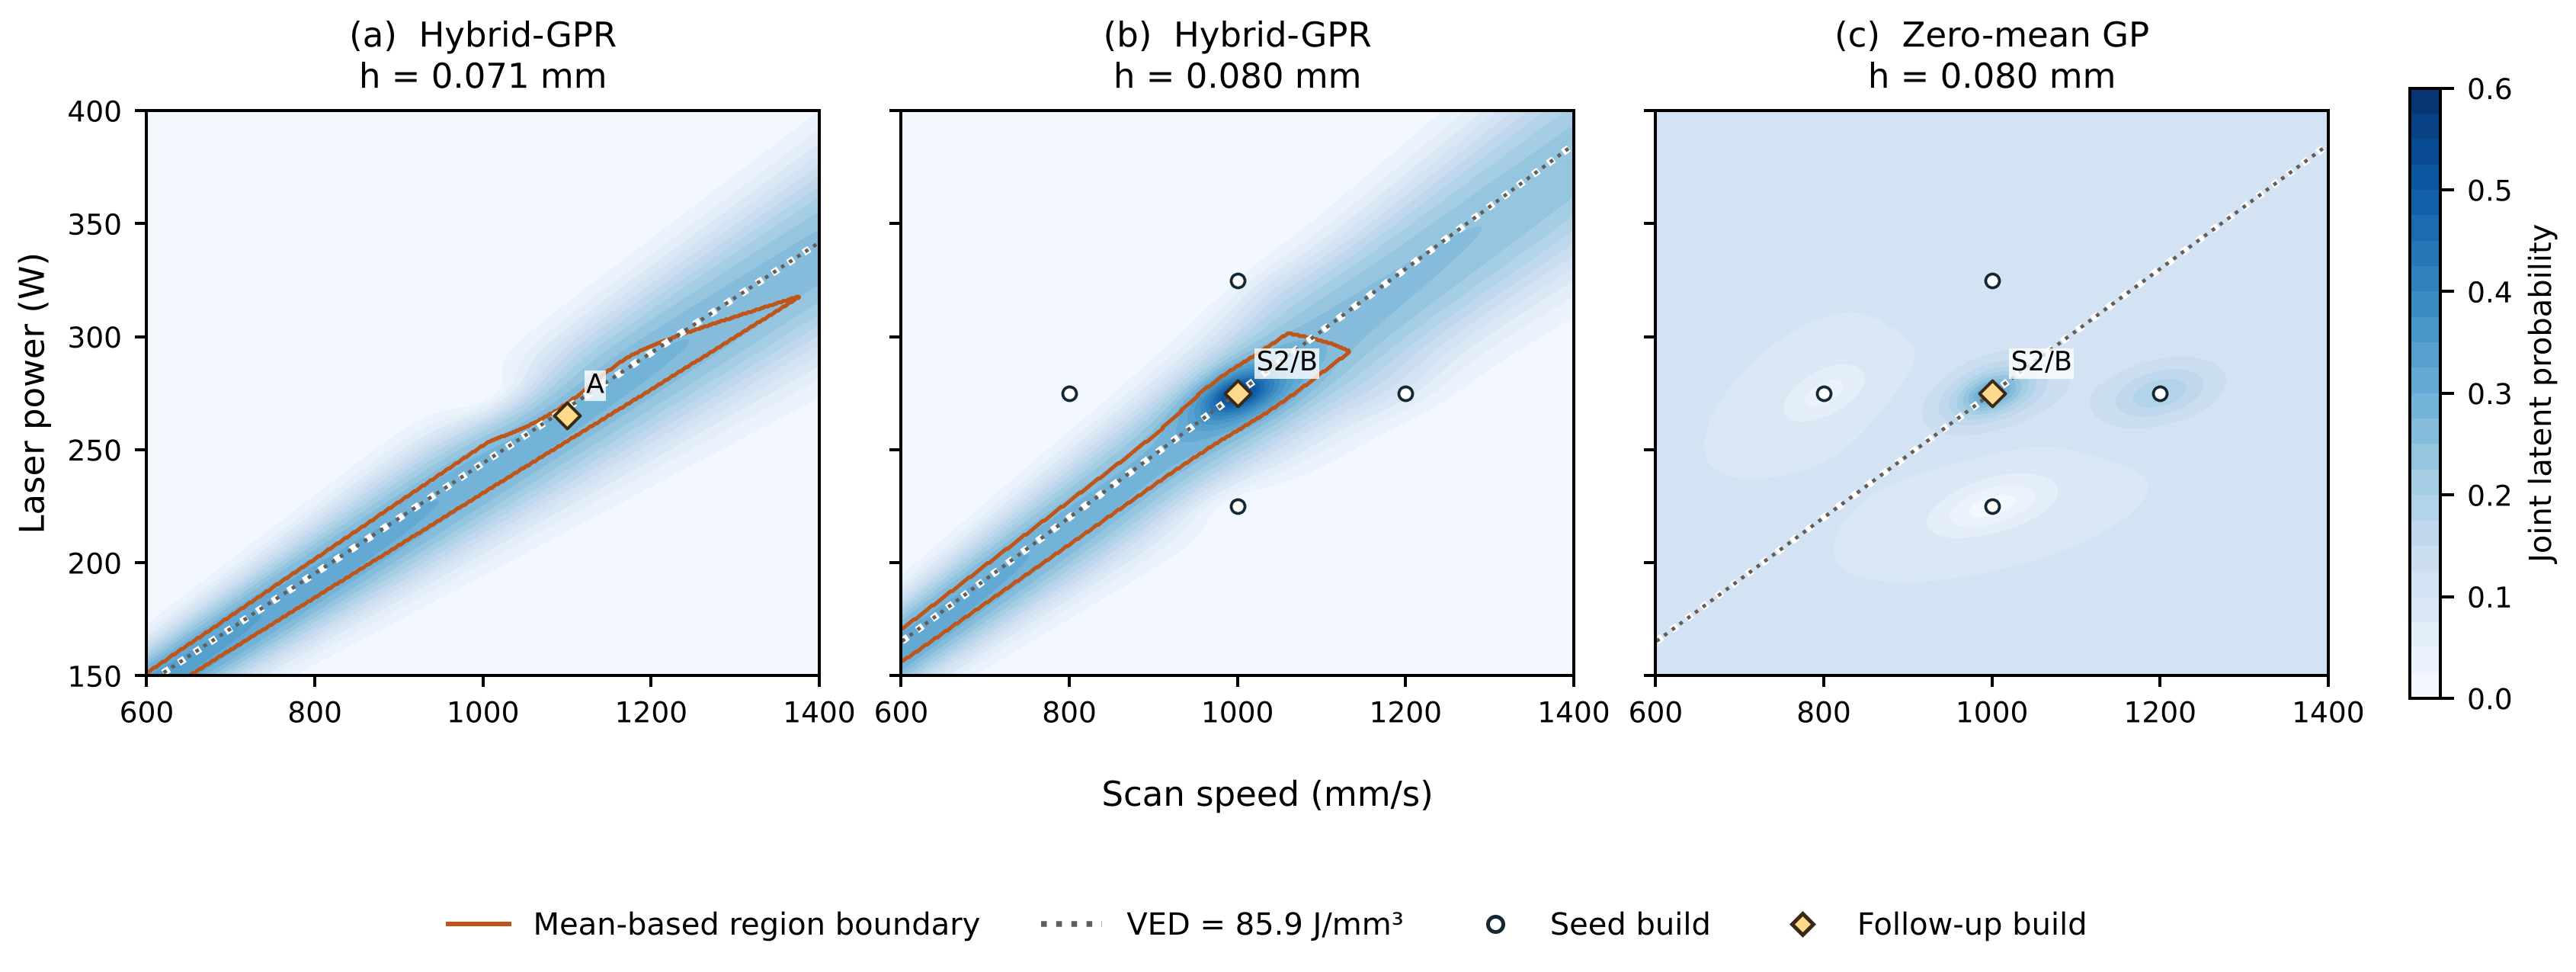 (a) Hybrid-GPR
h = 0.071 mm
(b) Hybrid-GPR
h = 0.080 mm
(c) Zero-mean GP
h = 0.080 mm
Laser power (W)
400
350
300
250
200
150
A
S2/B
S2/B
600 800 1000 1200 1400
600 800 1000 1200 1400
600 800 1000 1200 1400
Scan speed (mm/s)
0.6
0.5
0.4
0.3
0.2
0.1
0.0
Joint latent probability
Mean-based region boundary
VED = 85.9 J/mm³
Seed build
Follow-up build